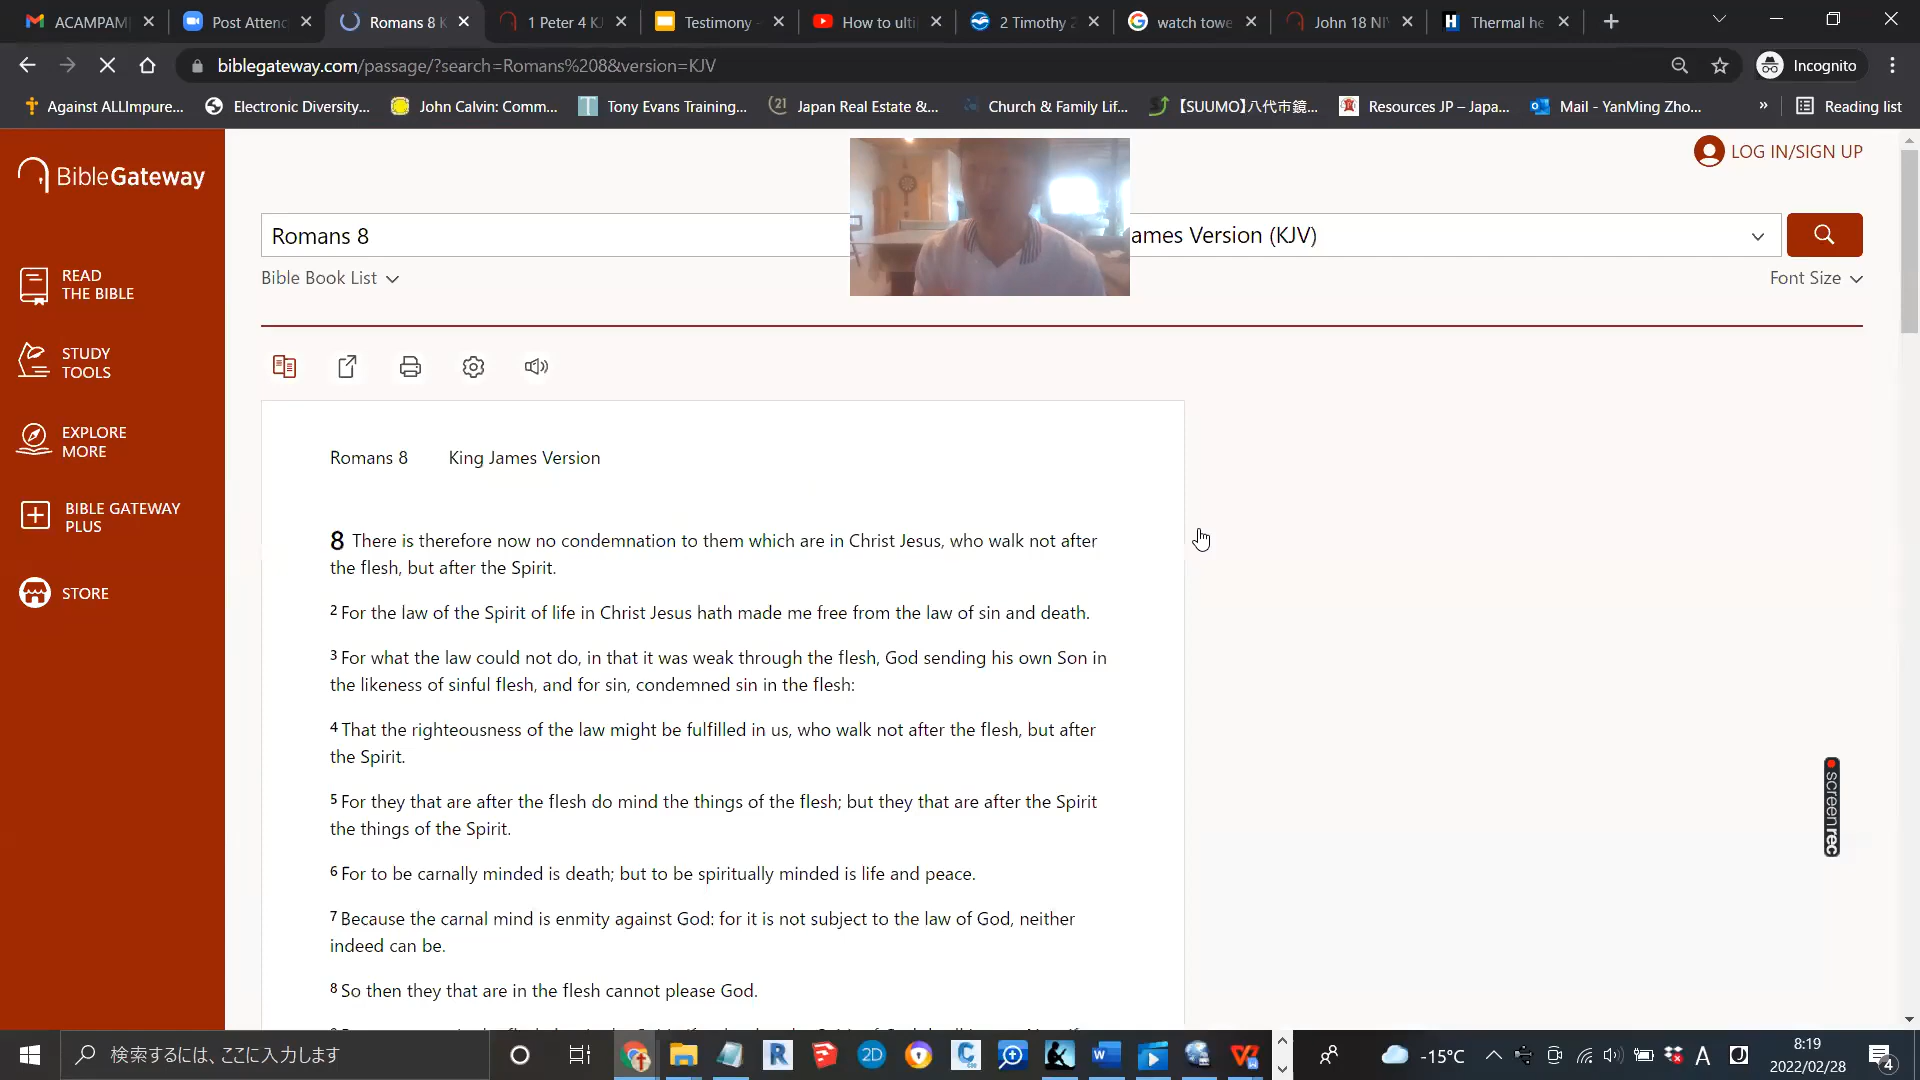 ACAMPAM
Post Atten
Romans 8 K
1 Peter 4 KJ
Testimony -
How to ulti
2 Timothy 2
watch towe
John 18 NIV
Thermal he
biblegateway.com/passage/?search=Romans%208&version=KJV
Incognito
Against ALLImpure...
Electronic Diversity...
John Calvin: Comm...
Tony Evans Training...
Japan Real Estate &...
Church & Family Lif...
【SUUMO】八代市鏡...
Resources JP – Japa...
Mail - YanMing Zho...
»
Reading list
BibleGateway
LOG IN/SIGN UP
Romans 8
ames Version (KJV)
Bible Book List
Font Size
READ
THE BIBLE
STUDY
TOOLS
EXPLORE
MORE
BIBLE GATEWAY
PLUS
STORE
Romans 8 King James Version
8 There is therefore now no condemnation to them which are in Christ Jesus, who walk not after
the flesh, but after the Spirit.
2 For the law of the Spirit of life in Christ Jesus hath made me free from the law of sin and death.
3 For what the law could not do, in that it was weak through the flesh, God sending his own Son in
the likeness of sinful flesh, and for sin, condemned sin in the flesh:
4 That the righteousness of the law might be fulfilled in us, who walk not after the flesh, but after
the Spirit.
5 For they that are after the flesh do mind the things of the flesh; but they that are after the Spirit
the things of the Spirit.
6 For to be carnally minded is death; but to be spiritually minded is life and peace.
7 Because the carnal mind is enmity against God: for it is not subject to the law of God, neither
indeed can be.
8 So then they that are in the flesh cannot please God.
screenrec
検索するには、ここに入力します
-15°C
A
8:19
2022/02/28
4